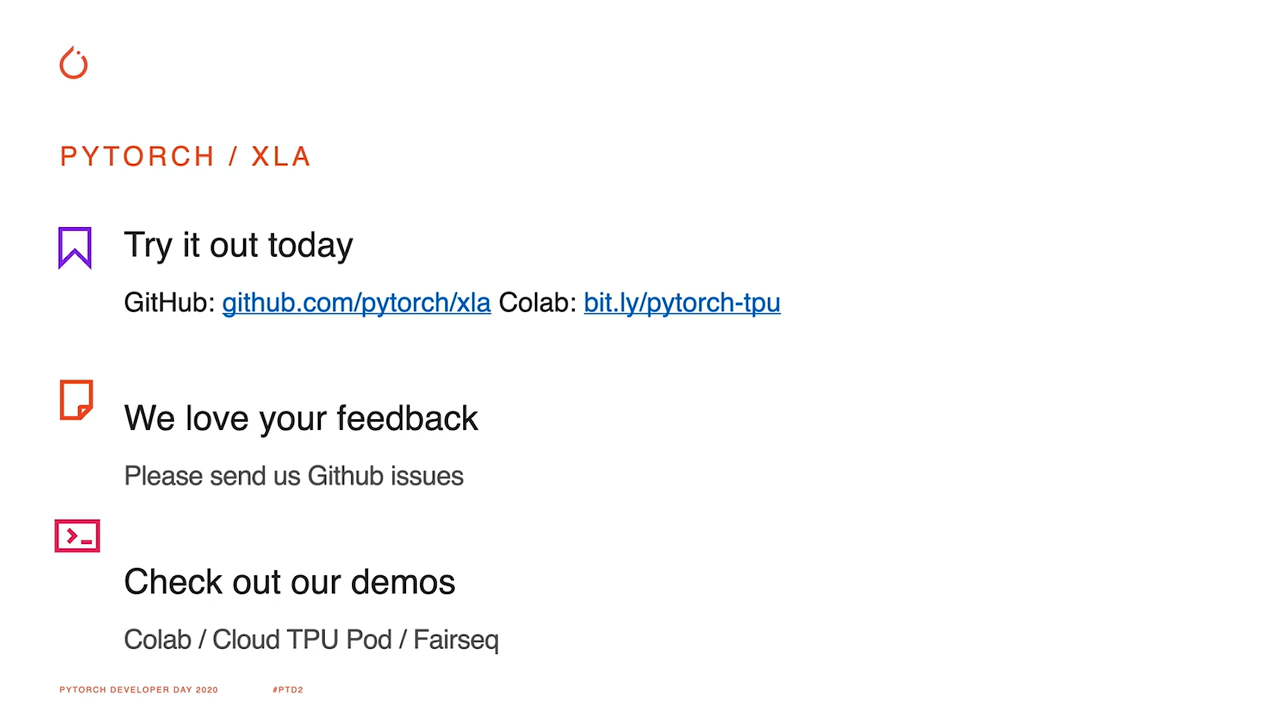 PYTORCH / XLA
Try it out today
GitHub: github.com/pytorch/xla Colab: bit.ly/pytorch-tpu
We love your feedback
Please send us Github issues
Check out our demos
Colab / Cloud TPU Pod / Fairseq
PYTORCH DEVELOPER DAY 2020 #PTD2